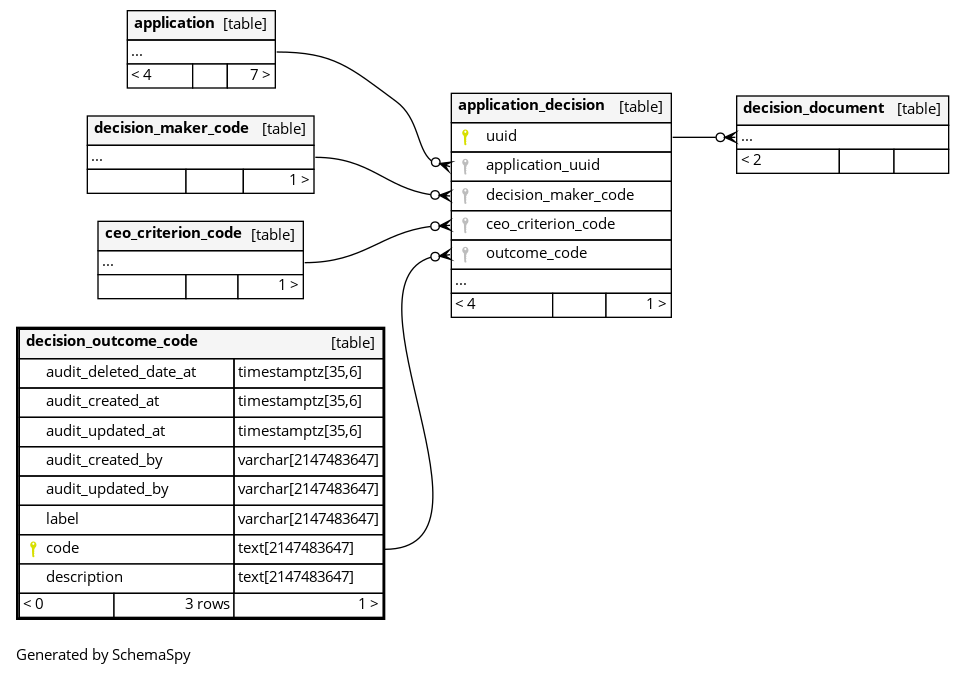 application [table]
...
< 4 7 >
decision_maker_code [table]
...
1 >
ceo_criterion_code [table]
...
1 >
decision_outcome_code [table]
audit_deleted_date_at timestamptz[35,6]
audit_created_at timestamptz[35,6]
audit_updated_at timestamptz[35,6]
audit_created_by varchar[2147483647]
audit_updated_by varchar[2147483647]
label varchar[2147483647]
code text[2147483647]
description text[2147483647]
< 0 3 rows 1 >
application_decision [table]
uuid
application_uuid
decision_maker_code
ceo_criterion_code
outcome_code
...
< 4 1 >
decision_document [table]
...
< 2
Generated by SchemaSpy